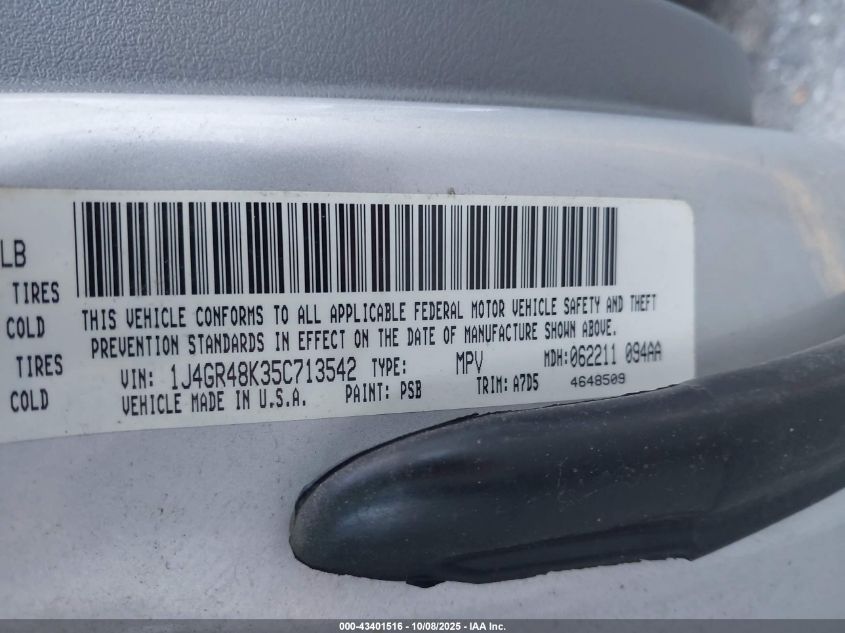 LB
TIRES
COLD
TIRES
COLD
THIS VEHICLE CONFORMS TO ALL APPLICABLE FEDERAL MOTOR VEHICLE SAFETY AND THEFT
PREVENTION STANDARDS IN EFFECT ON THE DATE OF MANUFACTURE SHOWN ABOVE.
VIN: 1J4GR48K35C713542 TYPE: MPV MDH:062211 094AA
VEHICLE MADE IN U.S.A. PAINT: PSB TRIM: A7D5 4648509
000-43401516 - 10/08/2025 - IAA Inc.